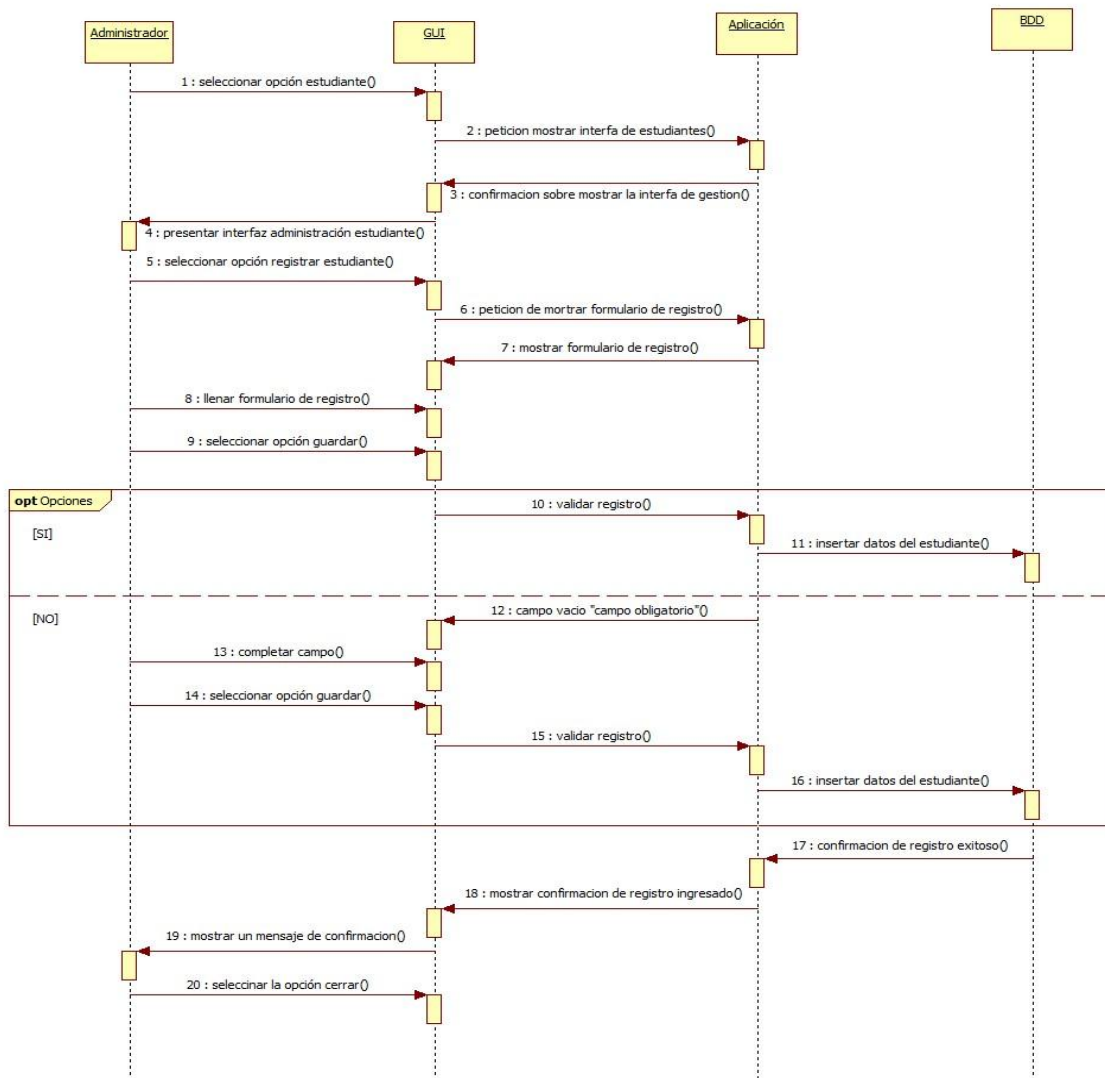 Administrador
GUI
Aplicación
BDD
1 : seleccionar opción estudiante()
2 : peticion mostrar interfa de estudiantes()
3 : confirmacion sobre mostrar la interfa de gestion()
4 : presentar interfaz administración estudiante()
5 : seleccionar opción registrar estudiante()
6 : peticion de mortrar formulario de registro()
7 : mostrar formulario de registro()
8 : llenar formulario de registro()
9 : seleccionar opción guardar()
opt Opciones
10 : validar registro()
[SI]
11 : insertar datos del estudiante()
12 : campo vacio "campo obligatorio"()
[NO]
13 : completar campo()
14 : seleccionar opción guardar()
15 : validar registro()
16 : insertar datos del estudiante()
17 : confirmacion de registro exitoso()
18 : mostrar confirmacion de registro ingresado()
19 : mostrar un mensaje de confirmacion()
20 : seleccinar la opción cerrar()